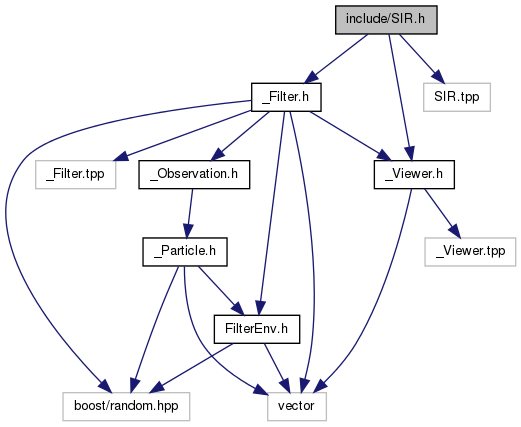 include/SIR.h
_Filter.h
SIR.tpp
_Filter.tpp
_Observation.h
_Viewer.h
_Particle.h
_Viewer.tpp
FilterEnv.h
boost/random.hpp
vector